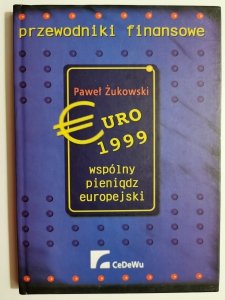 przewodniki finansowe
Paweł Żukowski
€URO
1999
wspólny
pieniądz
europejski
CeDeWu